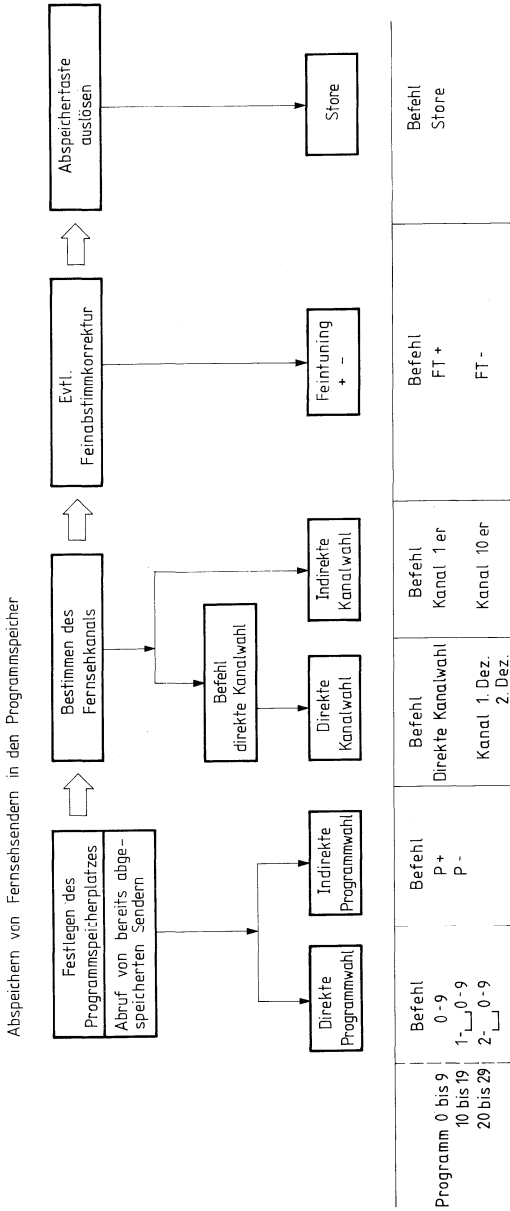 Abspeichern von Fernsehsendern in den Programmspeicher
Festlegen des
Programmspeicherplatzes
Abruf von bereits abge-
speicherten Sendern
Bestimmen des
Fernsehkanals
Evtl.
Feinabstimmkorrektur
Abspeichertaste
auslösen
Befehl
direkte Kanalwahl
Direkte
Programmwahl
Indirekte
Programmwahl
Direkte
Kanalwahl
Indirekte
Kanalwahl
Feintuning
+ -
Store
Programm 0 bis 9
10 bis 19
20 bis 29
Befehl
0 - 9
1- 0 - 9
2- 0 - 9
Befehl
P +
P -
Befehl
Direkte Kanalwahl
Kanal 1. Dez.
2. Dez.
Befehl
Kanal 1 er
Kanal 10 er
Befehl
FT +
FT -
Befehl
Store